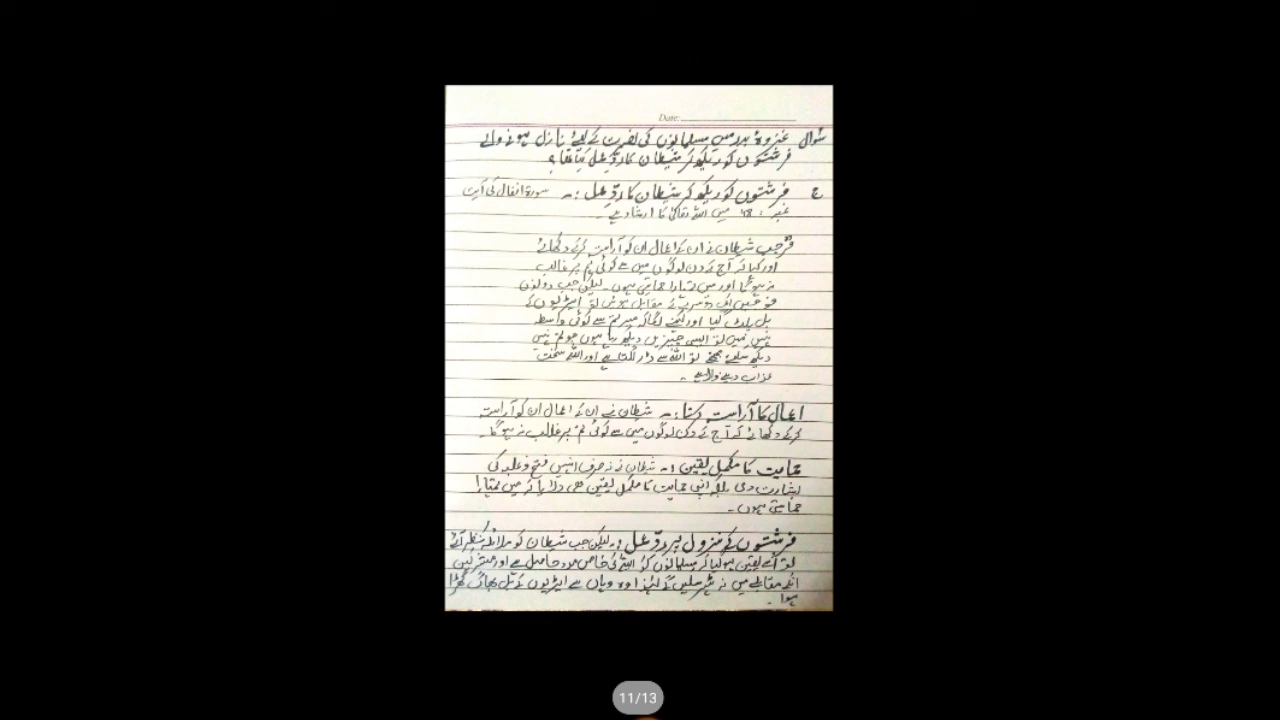 Date:
سوال غزوۂ بدر میں مسلمانوں کی نصرت کے لیے نازل ہونے والے
فرشتوں کو دیکھ کر شیطان کا ردّعمل کیا تھا؟
ج فرشتوں کو دیکھ کر شیطان کا ردّعمل :۔ سورۃ انفال کی آیت
نمبر : 48 میں اللہ تعالیٰ کا ارشاد ہے ۔
جب شیطان نے ان کے اعمال ان کو آراستہ کر کے دکھائے
اور کہا کہ آج کے دن لوگوں میں سے کوئی تم پر غالب
نہ ہوگا اور میں تمہارا حمایتی ہوں ۔ لیکن جب دونوں
فوجیں ایک دوسرے کے مقابل ہوئیں تو ایڑیوں کے
بل پلٹ گیا اور کہنے لگا کہ میرا تم سے کوئی واسطہ
نہیں میں تو ایسی چیزیں دیکھ رہا ہوں جو تم نہیں
دیکھ سکتے مجھے تو اللہ سے ڈر لگتا ہے اور اللہ سخت
عذاب دینے والا ہے ۔
اعمال کا آراستہ کرنا :۔ شیطان نے ان کے اعمال ان کو آراستہ
کر کے دکھائے کہ آج کے دن لوگوں میں سے کوئی تم پر غالب نہ ہو گا ۔
حمایت کا مکمل یقین :۔ شیطان نے نہ صرف انہیں فتح و غلبہ کی
بشارت دی بلکہ اپنی حمایت کا مکمل یقین بھی دلایا کہ میں تمہارا
حمایتی ہوں ۔
فرشتوں کے نزول پر ردّعمل :۔ لیکن جب شیطان کو ملائکہ نظر آئے
تو اُسے یقین ہو گیا کہ مسلمانوں کو اللہ کی خاص مدد حاصل ہے اور مشرکین
انکے مقابلے میں نہ ٹھہر سکیں گے لہٰذا وہ وہاں سے ایڑیوں کے بل بھاگ کھڑا
ہوا ۔
11/13